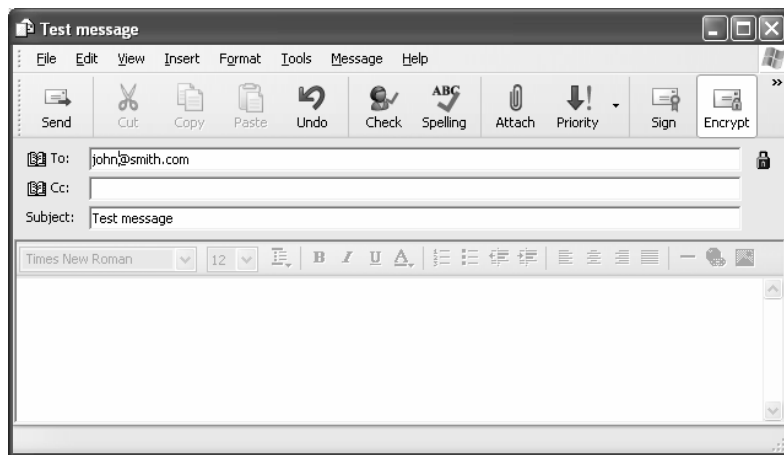 Test message
File Edit View Insert Format Tools Message Help
ABC
Send Cut Copy Paste Undo Check Spelling Attach Priority Sign Encrypt »
To: john@smith.com
Cc:
Subject: Test message
Times New Roman 12 B I U A